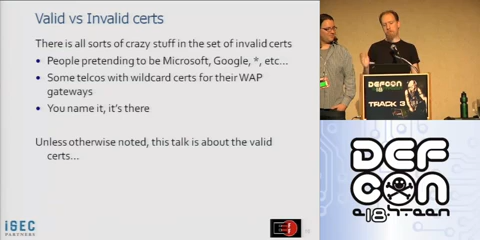 Valid vs Invalid certs
There is all sorts of crazy stuff in the set of invalid certs
• People pretending to be Microsoft, Google, *, etc…
• Some telcos with wildcard certs for their WAP
gateways
• You name it, it's there
Unless otherwise noted, this talk is about the valid
certs…
iSEC
PARTNERS
TRACK 3
DEF
CON
18